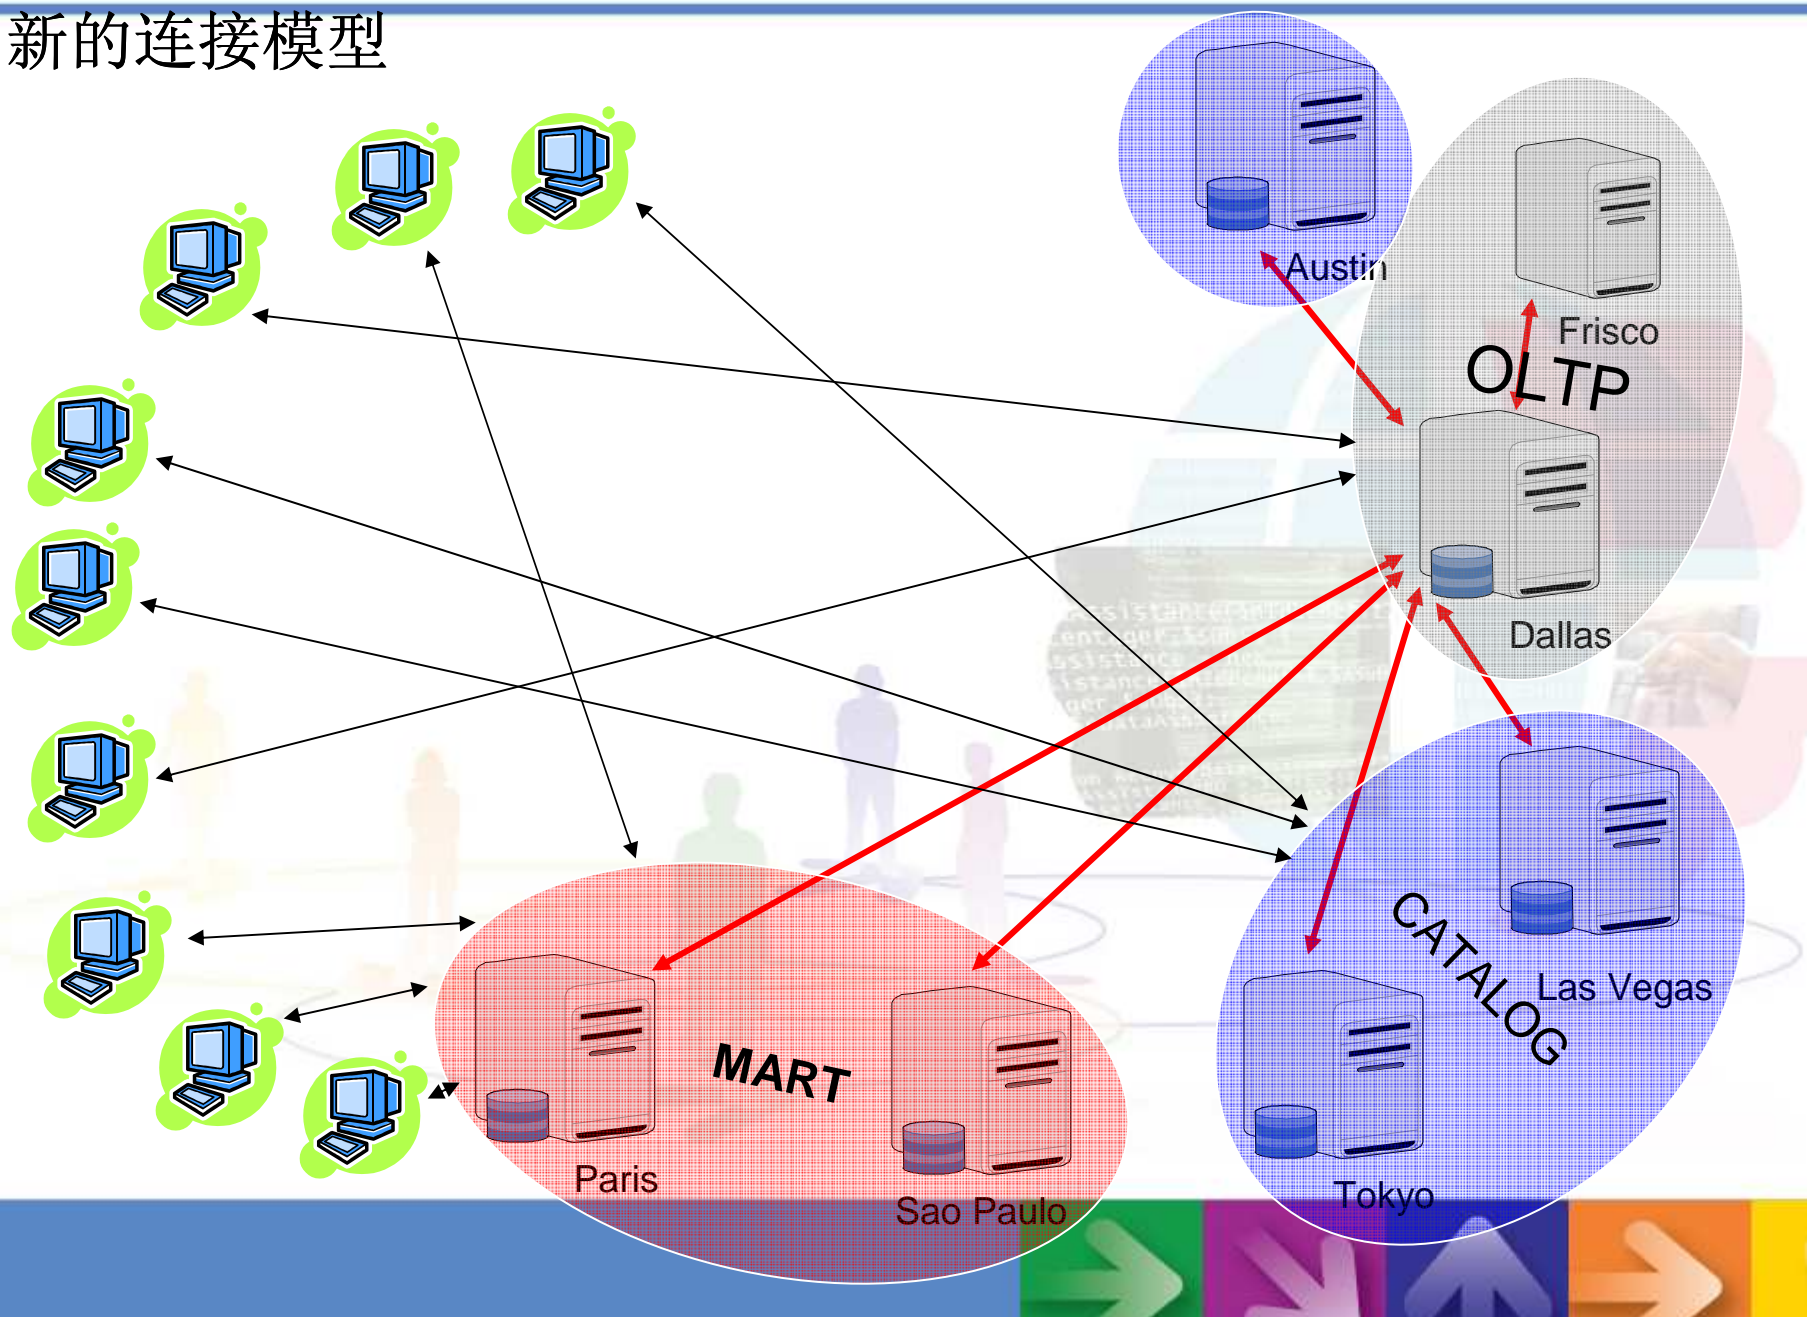 新的连接模型
Austin
Frisco
OLTP
Dallas
CATALOG
Las Vegas
MART
Paris
Sao Paulo
Tokyo